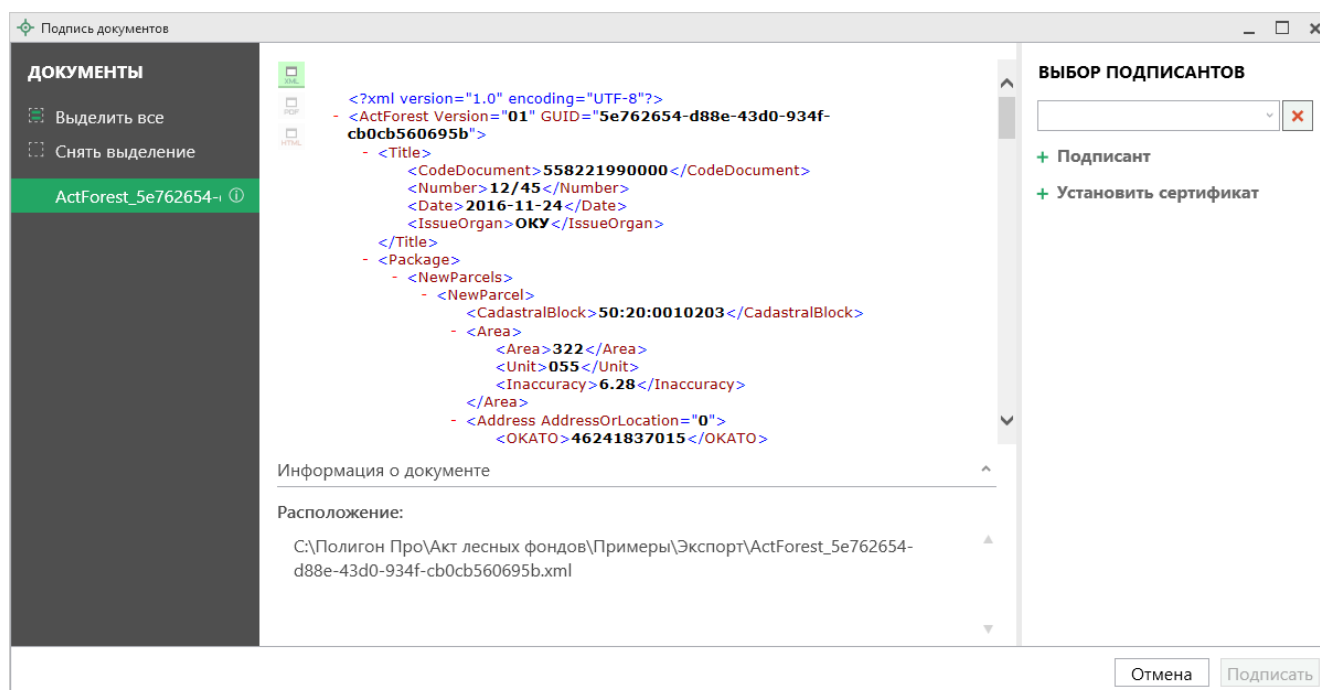 Подпись документов
ДОКУМЕНТЫ
Выделить все
Снять выделение
ActForest_5e762654-
XML
PDF
HTML
<?xml version="1.0" encoding="UTF-8"?>
- <ActForest Version="01" GUID="5e762654-d88e-43d0-934f-
cb0cb560695b">
- <Title>
<CodeDocument>558221990000</CodeDocument>
<Number>12/45</Number>
<Date>2016-11-24</Date>
<IssueOrgan>ОКУ</IssueOrgan>
</Title>
- <Package>
- <NewParcels>
- <NewParcel>
<CadastralBlock>50:20:0010203</CadastralBlock>
- <Area>
<Area>322</Area>
<Unit>055</Unit>
<Inaccuracy>6.28</Inaccuracy>
</Area>
- <Address AddressOrLocation="0">
<OKATO>46241837015</OKATO>
Информация о документе
Расположение:
C:\Полигон Про\Акт лесных фондов\Примеры\Экспорт\ActForest_5e762654-
d88e-43d0-934f-cb0cb560695b.xml
ВЫБОР ПОДПИСАНТОВ
+ Подписант
+ Установить сертификат
Отмена
Подписать